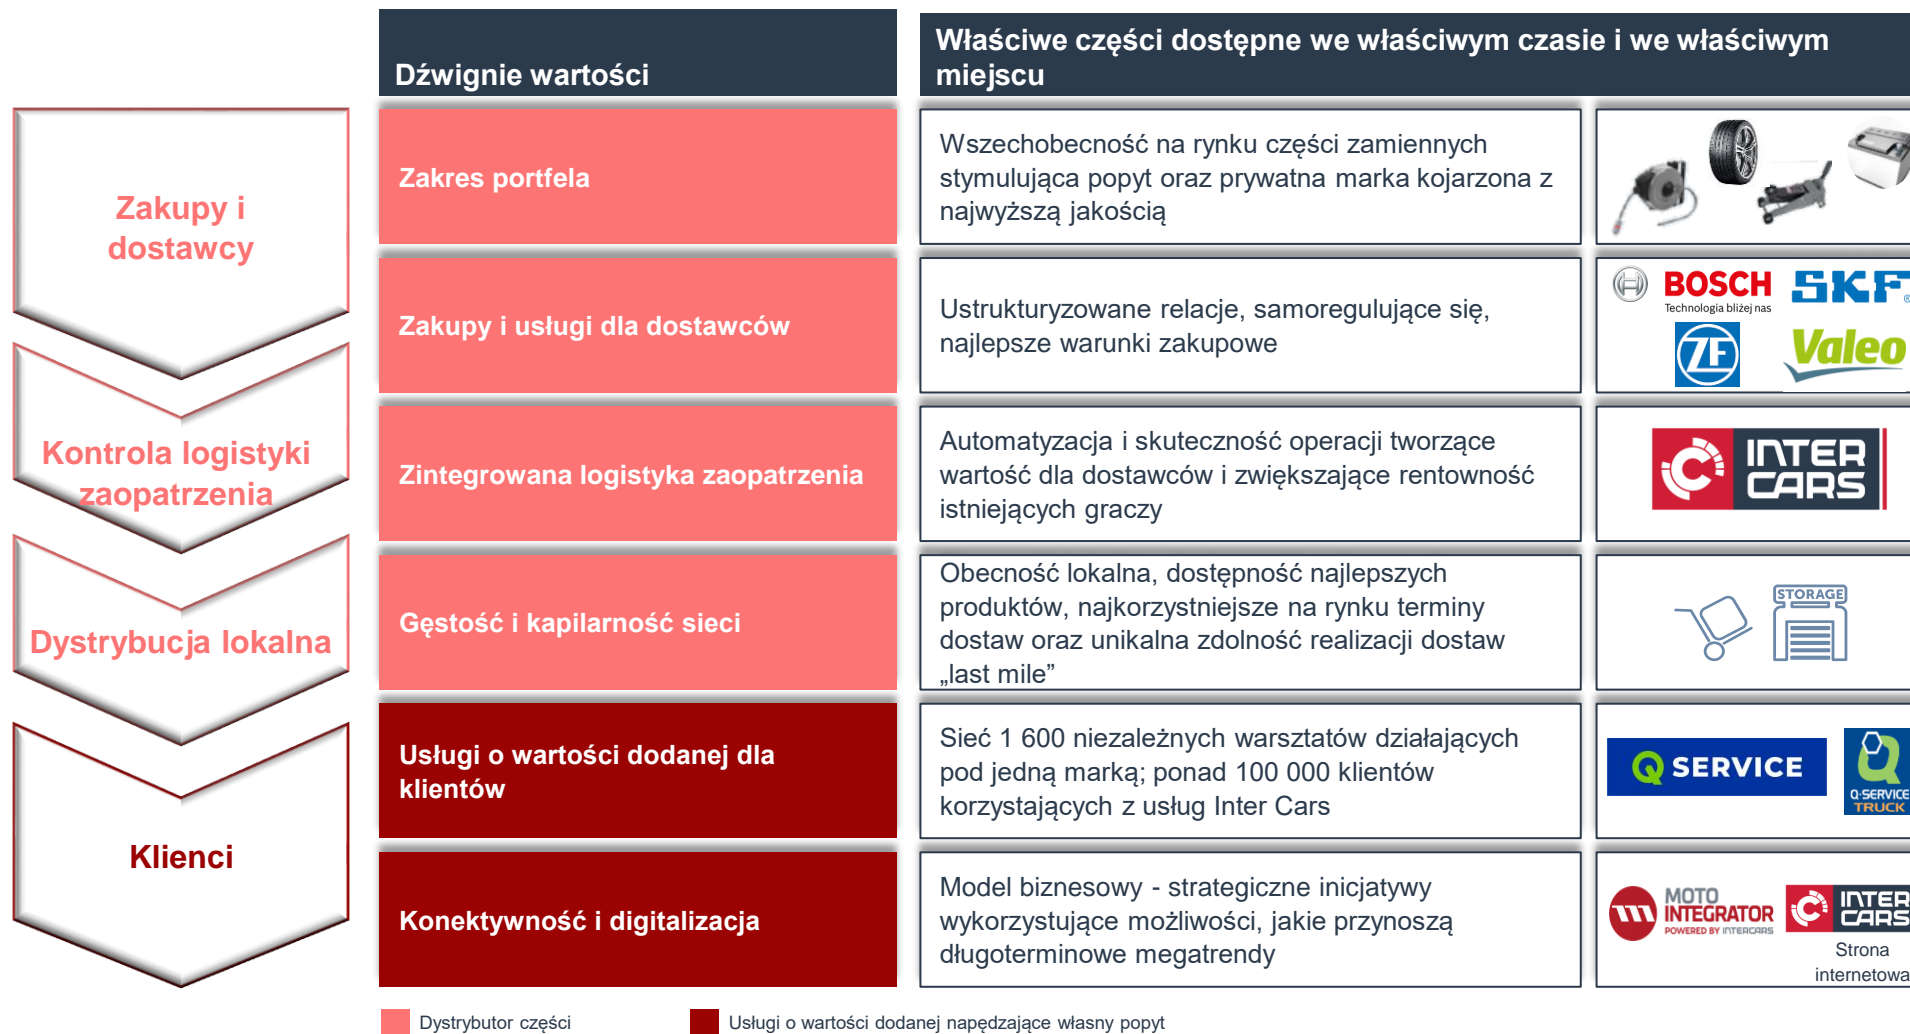 Dźwignie wartości
Właściwe części dostępne we właściwym czasie i we właściwym
miejscu
Zakupy i
dostawcy
Zakres portfela
Wszechobecność na rynku części zamiennych
stymulująca popyt oraz prywatna marka kojarzona z
najwyższą jakością
Zakupy i usługi dla dostawców
Ustrukturyzowane relacje, samoregulujące się,
najlepsze warunki zakupowe
BOSCH
Technologia bliżej nas
SKF
ZF
Valeo
Kontrola logistyki
zaopatrzenia
Zintegrowana logistyka zaopatrzenia
Automatyzacja i skuteczność operacji tworzące
wartość dla dostawców i zwiększające rentowność
istniejących graczy
INTER
CARS
Dystrybucja lokalna
Gęstość i kapilarność sieci
Obecność lokalna, dostępność najlepszych
produktów, najkorzystniejsze na rynku terminy
dostaw oraz unikalna zdolność realizacji dostaw
„last mile”
STORAGE
Klienci
Usługi o wartości dodanej dla
klientów
Sieć 1 600 niezależnych warsztatów działających
pod jedną marką; ponad 100 000 klientów
korzystających z usług Inter Cars
Q SERVICE
Q-SERVICE
TRUCK
Konektywność i digitalizacja
Model biznesowy - strategiczne inicjatywy
wykorzystujące możliwości, jakie przynoszą
długoterminowe megatrendy
MOTO
INTEGRATOR
POWERED BY INTERCARS
INTER
CARS
Strona
internetowa
Dystrybutor części
Usługi o wartości dodanej napędzające własny popyt